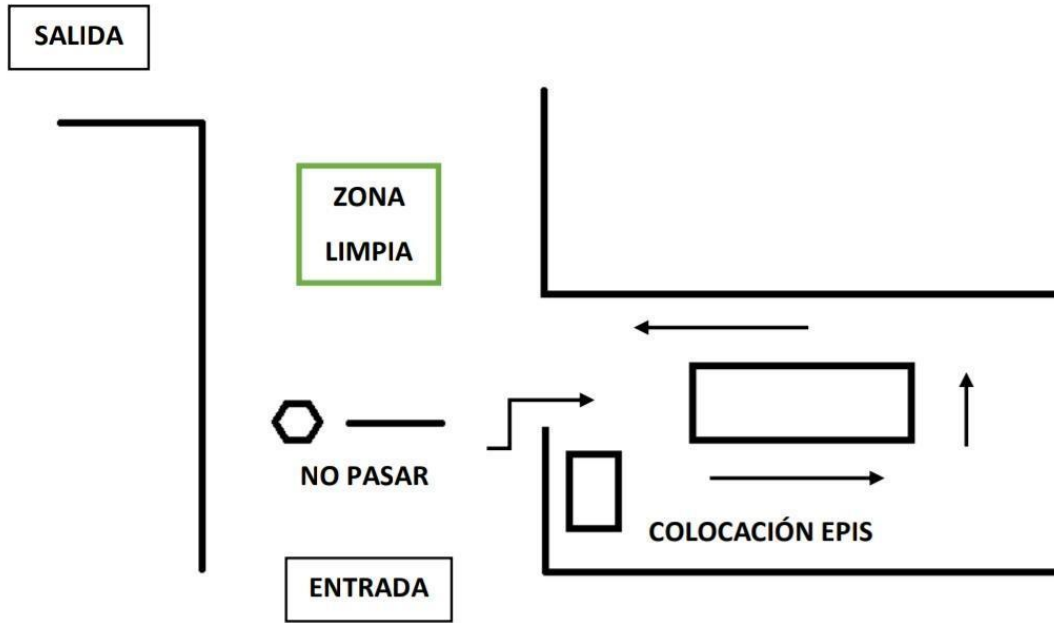 SALIDA
ZONA
LIMPIA
NO PASAR
COLOCACIÓN EPIS
ENTRADA